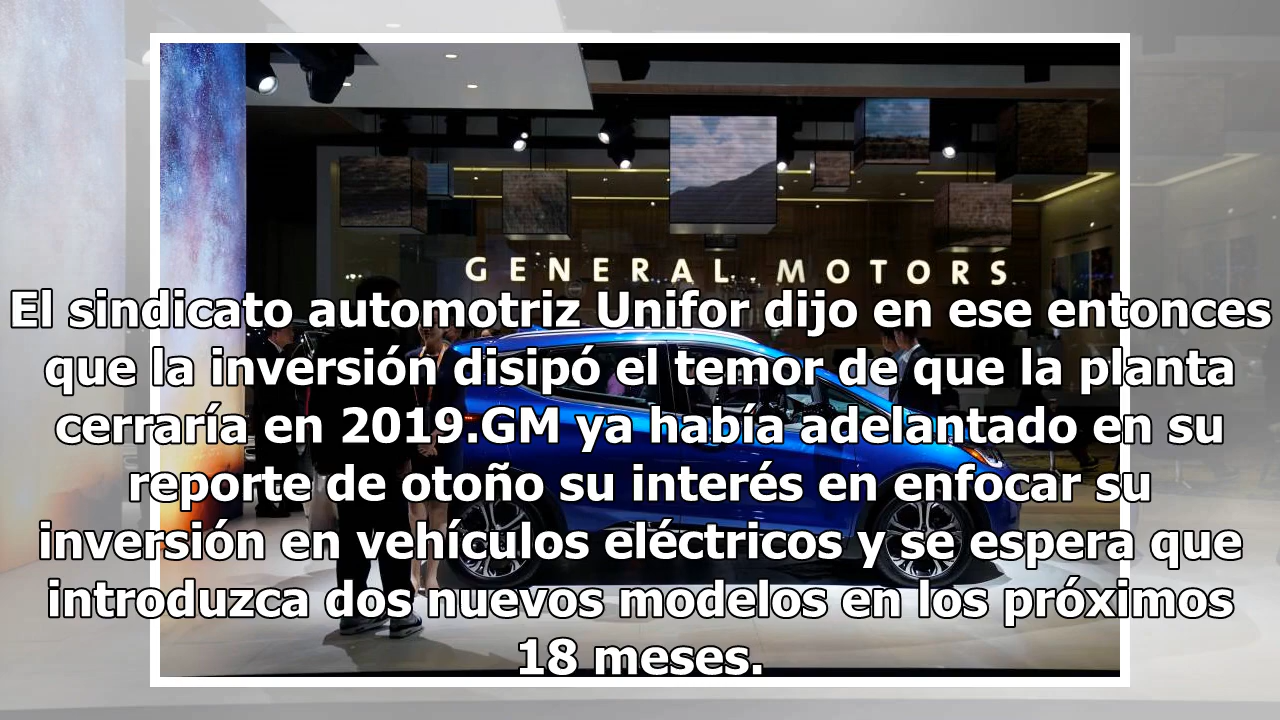 GENERAL MOTORS
El sindicato automotriz Unifor dijo en ese entonces
que la inversión disipó el temor de que la planta
cerraría en 2019.GM ya había adelantado en su
reporte de otoño su interés en enfocar su
inversión en vehículos eléctricos y se espera que
introduzca dos nuevos modelos en los próximos
18 meses.